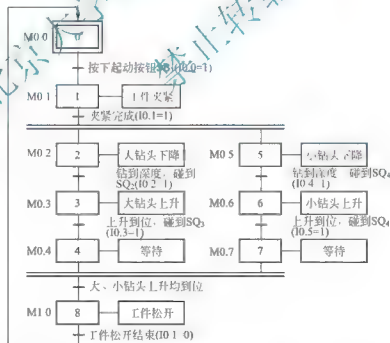 M0 0
0
按下起动按钮
M0 1
1
工件夹紧
夹紧完成(I0.1=1)
M0 2
2
大钻头下降
M0 5
5
小钻头下降
钻到深度,碰到
SQ2(I0 2 1)
钻到深度 碰到SQ4
(I0 4 1)
M0.3
3
大钻头上升
M0.6
6
小钻头上升
上升到位,碰到SQ3
(I0.3=1)
上升到位,碰到SQ4
(I0.5=1)
M0.4
4
等待
M0.7
7
等待
大、小钻头上升均到位
M1 0
8
工件松开
工件松开结束(I0 1 0)